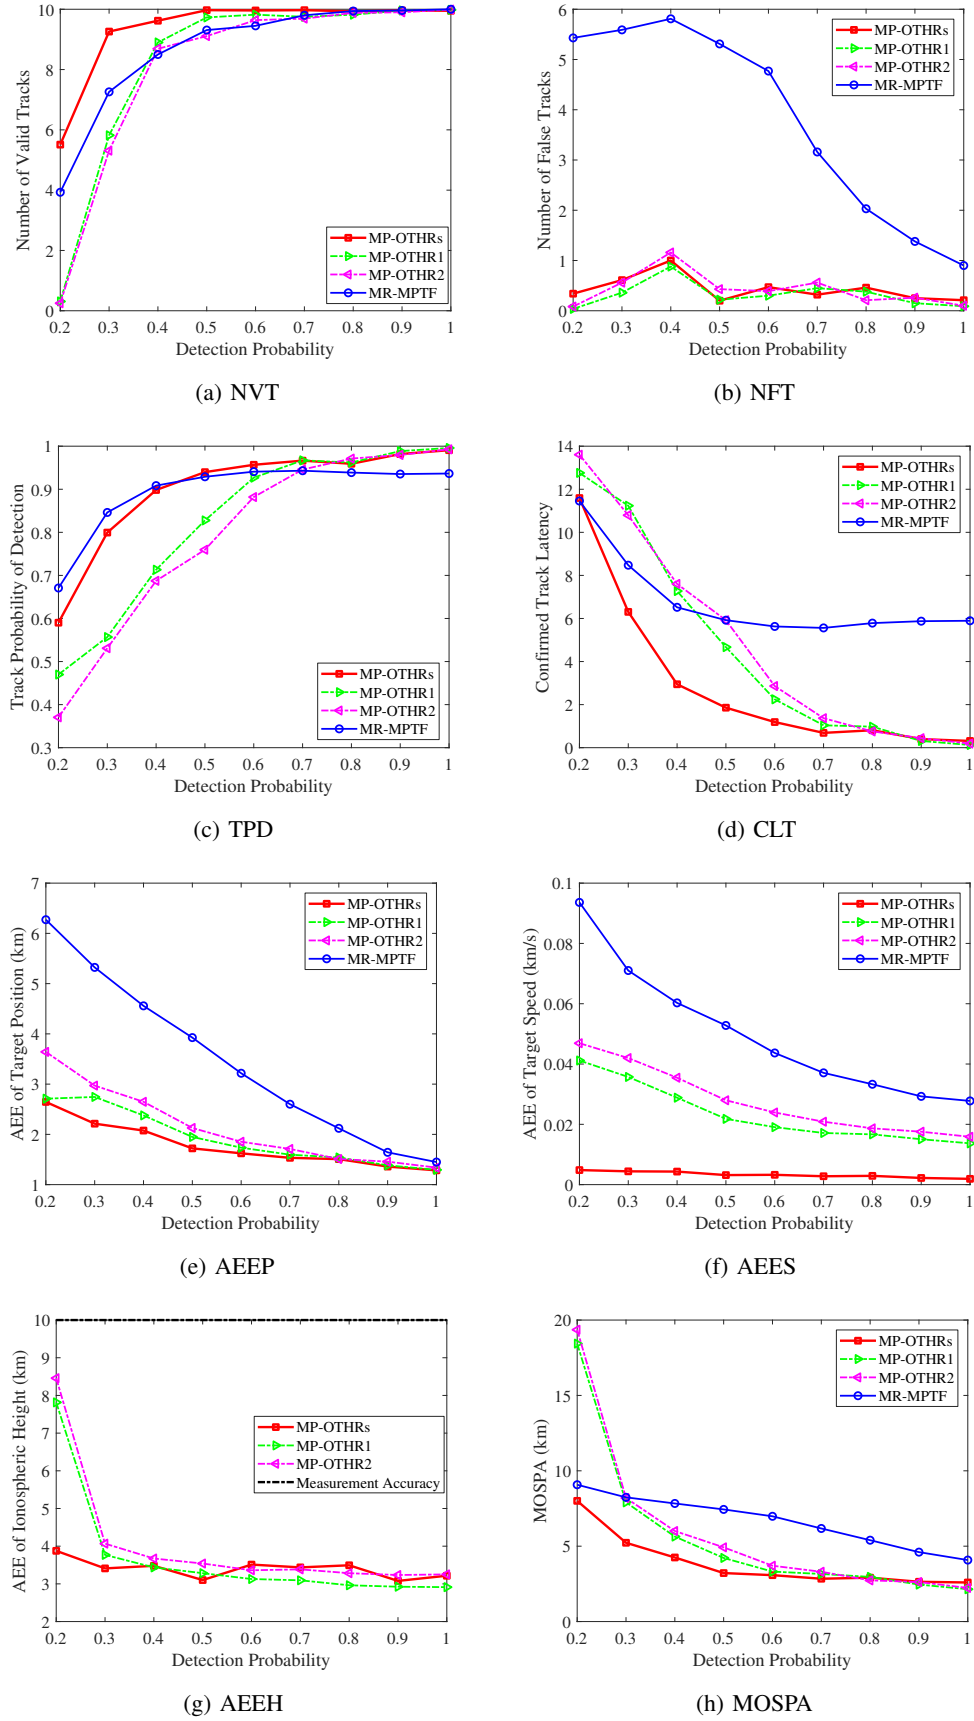 10
8
6
4
2
0
Number of Valid Tracks
MP-OTHRs
MP-OTHR1
MP-OTHR2
MR-MPTF
0.2 0.3 0.4 0.5 0.6 0.7 0.8 0.9 1
Detection Probability
(a) NVT
6
5
4
3
2
1
0
Number of False Tracks
MP-OTHRs
MP-OTHR1
MP-OTHR2
MR-MPTF
0.2 0.3 0.4 0.5 0.6 0.7 0.8 0.9 1
Detection Probability
(b) NFT
1
0.9
0.8
0.7
0.6
0.5
0.4
0.3
Track Probability of Detection
MP-OTHRs
MP-OTHR1
MP-OTHR2
MR-MPTF
0.2 0.3 0.4 0.5 0.6 0.7 0.8 0.9 1
Detection Probability
(c) TPD
14
12
10
8
6
4
2
0
Confirmed Track Latency
MP-OTHRs
MP-OTHR1
MP-OTHR2
MR-MPTF
0.2 0.3 0.4 0.5 0.6 0.7 0.8 0.9 1
Detection Probability
(d) CLT
7
6
5
4
3
2
1
AEE of Target Position (km)
MP-OTHRs
MP-OTHR1
MP-OTHR2
MR-MPTF
0.2 0.3 0.4 0.5 0.6 0.7 0.8 0.9 1
Detection Probability
(e) AEEP
0.1
0.08
0.06
0.04
0.02
0
AEE of Target Speed (km/s)
MP-OTHRs
MP-OTHR1
MP-OTHR2
MR-MPTF
0.2 0.3 0.4 0.5 0.6 0.7 0.8 0.9 1
Detection Probability
(f) AEES
10
9
8
7
6
5
4
3
2
AEE of Ionospheric Height (km)
MP-OTHRs
MP-OTHR1
MP-OTHR2
Measurement Accuracy
0.2 0.3 0.4 0.5 0.6 0.7 0.8 0.9 1
Detection Probability
(g) AEEH
20
15
10
5
0
MOSPA (km)
MP-OTHRs
MP-OTHR1
MP-OTHR2
MR-MPTF
0.2 0.3 0.4 0.5 0.6 0.7 0.8 0.9 1
Detection Probability
(h) MOSPA